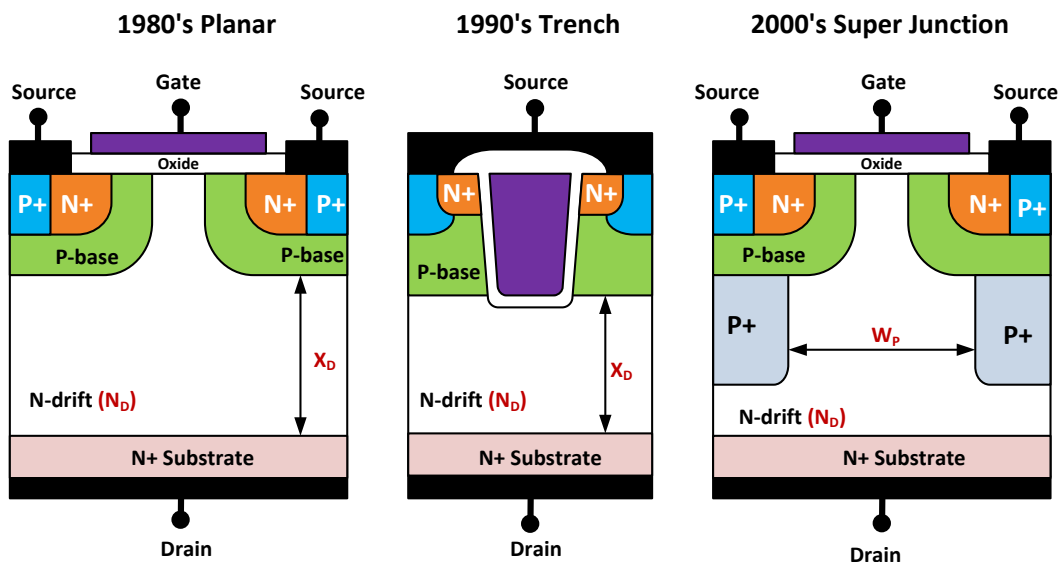 1980's Planar
1990's Trench
2000's Super Junction
Source
Gate
Source
Oxide
P+
N+
N+
P+
P-base
P-base
X_D
N-drift (N_D)
N+ Substrate
Drain
Source
N+
N+
P-base
X_D
N-drift (N_D)
N+ Substrate
Drain
Source
Gate
Source
Oxide
P+
N+
N+
P+
P-base
P+
W_P
P+
N-drift (N_D)
N+ Substrate
Drain